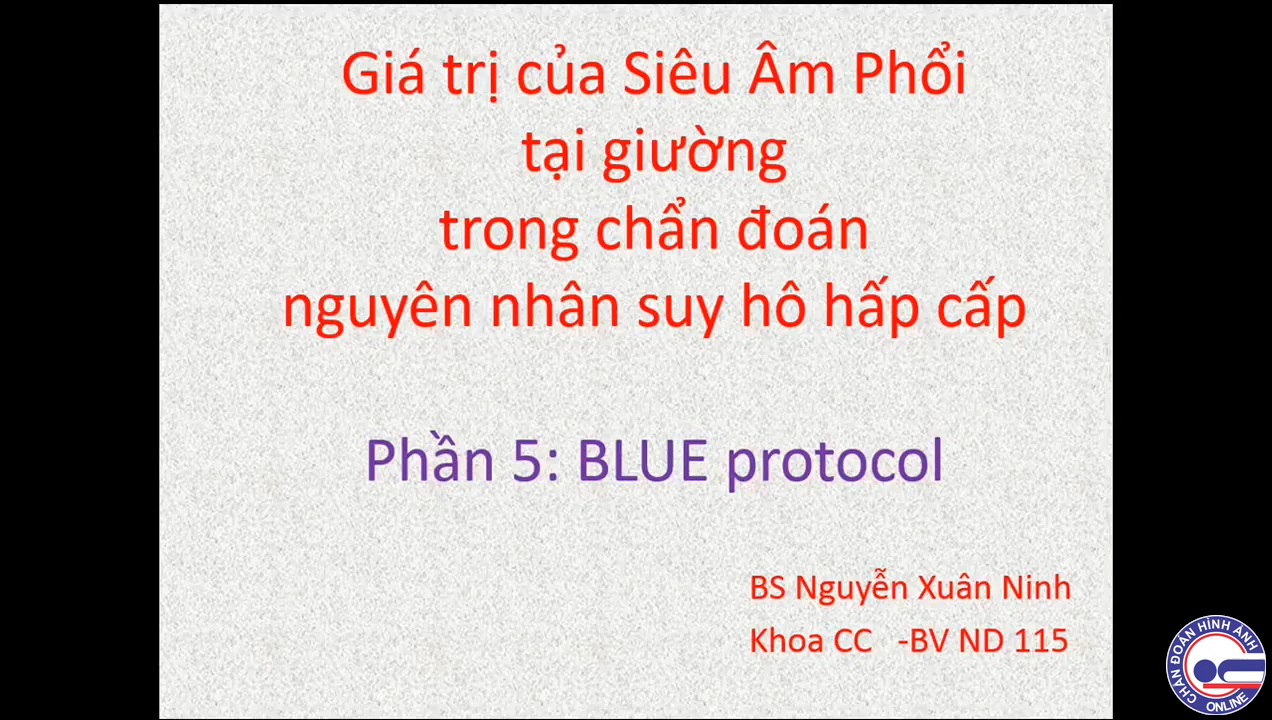 Giá trị của Siêu Âm Phổi
tại giường
trong chẩn đoán
nguyên nhân suy hô hấp cấp
Phần 5: BLUE protocol
BS Nguyễn Xuân Ninh
Khoa CC -BV ND 115
CHẨN ĐOÁN HÌNH ẢNH
ONLINE